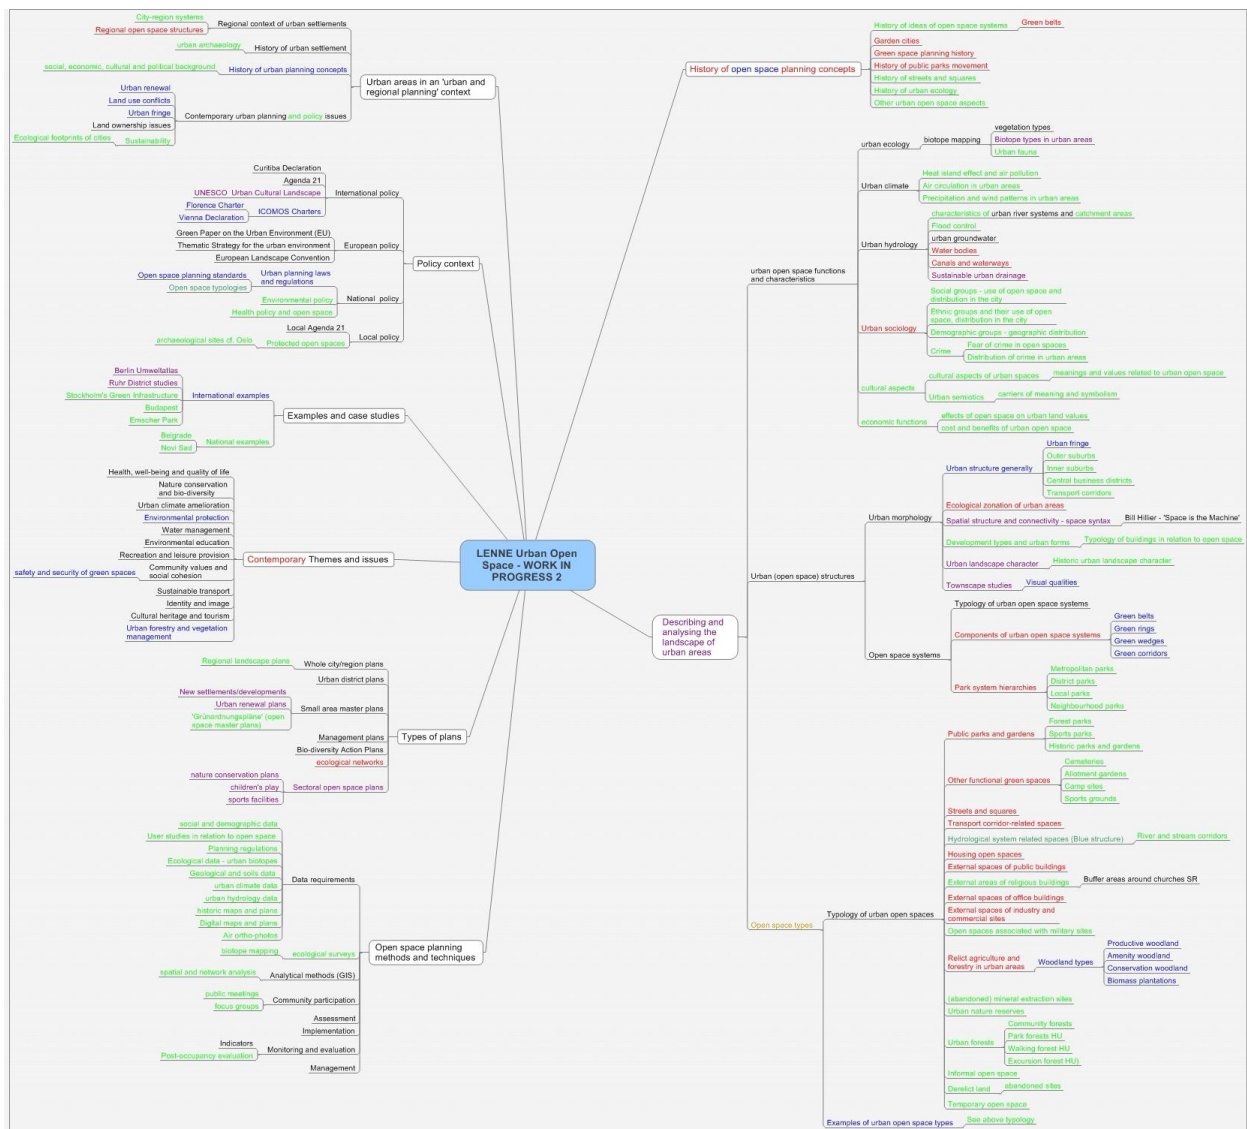 LENNE Urban Open
Space - WORK IN
PROGRESS 2
Urban areas in an 'urban and
regional planning' context
Regional context of urban settlements
City-region systems
Regional open space structures
History of urban settlement
urban archaeology
History of urban planning concepts
social, economic, cultural and political background
Contemporary urban planning and policy issues
Urban renewal
Land use conflicts
Urban fringe
Land ownership issues
Sustainability
Ecological footprints of cities
Policy context
International policy
Curitiba Declaration
Agenda 21
UNESCO Urban Cultural Landscape
ICOMOS Charters
Florence Charter
Vienna Declaration
European policy
Green Paper on the Urban Environment (EU)
Thematic Strategy for the urban environment
European Landscape Convention
National policy
Urban planning laws
and regulations
Open space planning standards
Open space typologies
Environmental policy
Health policy and open space
Local policy
Local Agenda 21
Protected open spaces
archaeological sites cf. Oslo
Examples and case studies
International examples
Berlin Umweltatlas
Ruhr District studies
Stockholm's Green Infrastructure
Budapest
Emscher Park
National examples
Belgrade
Novi Sad
Contemporary Themes and issues
Health, well-being and quality of life
Nature conservation
and bio-diversity
Urban climate amelioration
Environmental protection
Water management
Environmental education
Recreation and leisure provision
Community values and
social cohesion
safety and security of green spaces
Sustainable transport
Identity and image
Cultural heritage and tourism
Urban forestry and vegetation
management
Types of plans
Whole city/region plans
Regional landscape plans
Urban district plans
Small area master plans
New settlements/developments
Urban renewal plans
'Grünordnungspläne' (open
space master plans)
Management plans
Bio-diversity Action Plans
ecological networks
Sectoral open space plans
nature conservation plans
children's play
sports facilities
Open space planning
methods and techniques
Data requirements
social and demographic data
User studies in relation to open space
Planning regulations
Ecological data - urban biotopes
Geological and soils data
urban climate data
urban hydrology data
historic maps and plans
Digital maps and plans
Air ortho-photos
ecological surveys
biotope mapping
Analytical methods (GIS)
spatial and network analysis
Community participation
public meetings
focus groups
Assessment
Implementation
Monitoring and evaluation
Indicators
Post-occupancy evaluation
Management
History of open space planning concepts
History of ideas of open space systems
Green belts
Garden cities
Green space planning history
History of public parks movement
History of streets and squares
History of urban ecology
Other urban open space aspects
Describing and
analysing the
landscape of
urban areas
urban open space functions
and characteristics
urban ecology
biotope mapping
vegetation types
Biotope types in urban areas
Urban fauna
Urban climate
Heat island effect and air pollution
Air circulation in urban areas
Precipitation and wind patterns in urban areas
Urban hydrology
characteristics of urban river systems and catchment areas
Flood control
urban groundwater
Water bodies
Canals and waterways
Sustainable urban drainage
Urban sociology
Social groups - use of open space and
distribution in the city
Ethnic groups and their use of open
space, distribution in the city
Demographic groups - geographic distribution
Crime
Fear of crime in open spaces
Distribution of crime in urban areas
cultural aspects
cultural aspects of urban spaces
meanings and values related to urban open space
Urban semiotics
carriers of meaning and symbolism
economic functions
effects of open space on urban land values
cost and benefits of urban open space
Urban (open space) structures
Urban morphology
Urban structure generally
Urban fringe
Outer suburbs
Inner suburbs
Central business districts
Transport corridors
Ecological zonation of urban areas
Spatial structure and connectivity - space syntax
Bill Hillier - 'Space is the Machine'
Development types and urban forms
Typology of buildings in relation to open space
Urban landscape character
Historic urban landscape character
Townscape studies
Visual qualities
Open space systems
Typology of urban open space systems
Components of urban open space systems
Green belts
Green rings
Green wedges
Green corridors
Park system hierarchies
Metropolitan parks
District parks
Local parks
Neighbourhood parks
Open space types
Typology of urban open spaces
Public parks and gardens
Forest parks
Sports parks
Historic parks and gardens
Other functional green spaces
Cemeteries
Allotment gardens
Camp sites
Sports grounds
Streets and squares
Transport corridor-related spaces
Hydrological system related spaces (Blue structure)
River and stream corridors
Housing open spaces
External spaces of public buildings
External areas of religious buildings
Buffer areas around churches SR
External spaces of office buildings
External spaces of industry and
commercial sites
Open spaces associated with military sites
Relict agriculture and
forestry in urban areas
Woodland types
Productive woodland
Amenity woodland
Conservation woodland
Biomass plantations
(abandoned) mineral extraction sites
Urban nature reserves
Urban forests
Community forests
Park forests HU
Walking forest HU
Excursion forest HU)
Informal open space
Derelict land
abandoned sites
Temporary open space
Examples of urban open space types
See above typology